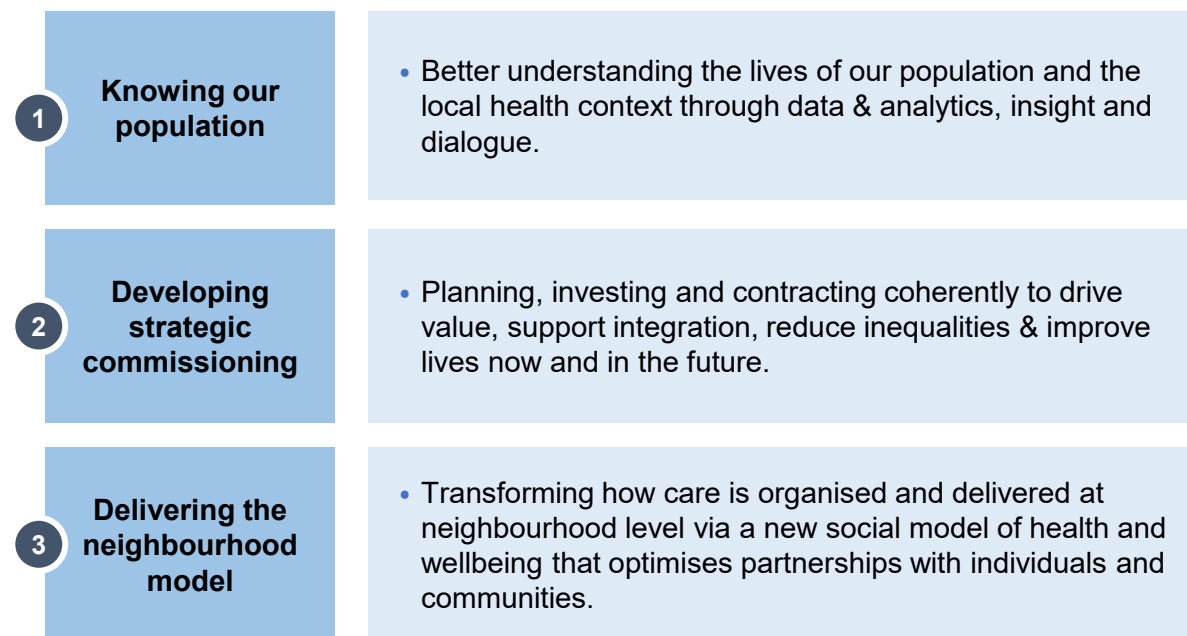 1
Knowing our
population
• Better understanding the lives of our population and the
local health context through data & analytics, insight and
dialogue.
2
Developing
strategic
commissioning
• Planning, investing and contracting coherently to drive
value, support integration, reduce inequalities & improve
lives now and in the future.
3
Delivering the
neighbourhood
model
• Transforming how care is organised and delivered at
neighbourhood level via a new social model of health and
wellbeing that optimises partnerships with individuals and
communities.